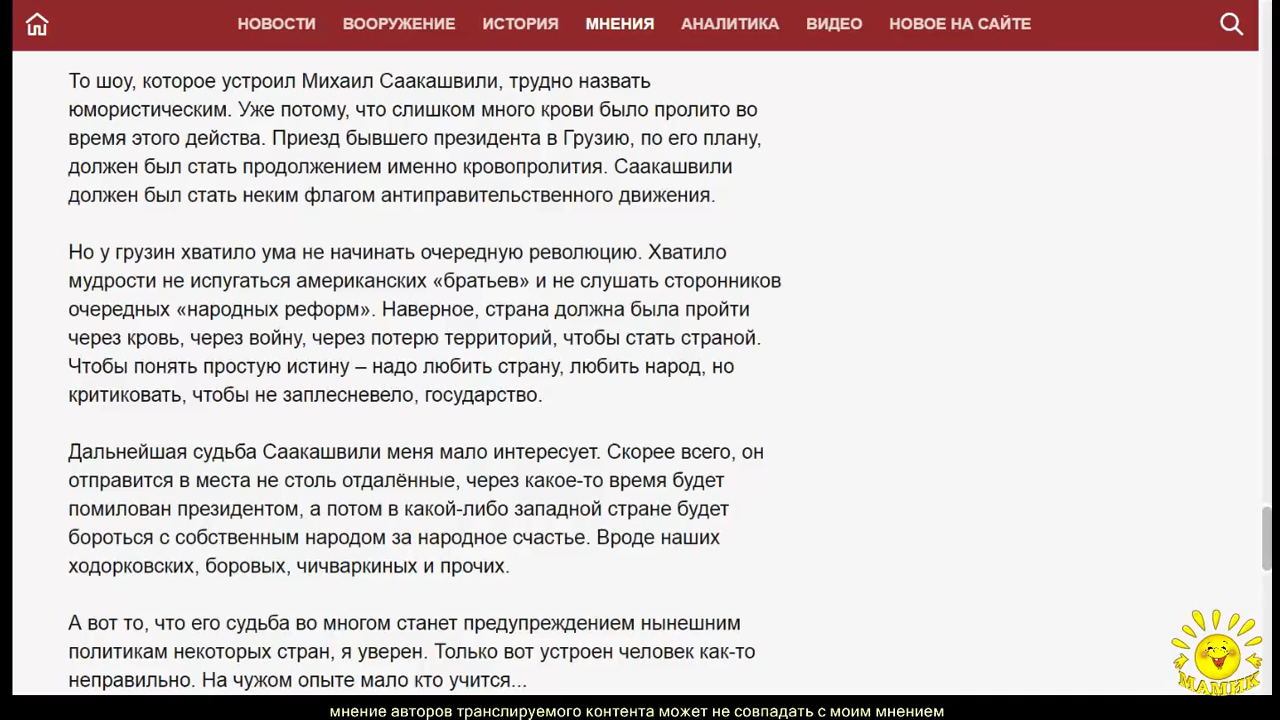 НОВОСТИ ВООРУЖЕНИЕ ИСТОРИЯ МНЕНИЯ АНАЛИТИКА ВИДЕО НОВОЕ НА САЙТЕ
То шоу, которое устроил Михаил Саакашвили, трудно назвать
юмористическим. Уже потому, что слишком много крови было пролито во
время этого действа. Приезд бывшего президента в Грузию, по его плану,
должен был стать продолжением именно кровопролития. Саакашвили
должен был стать неким флагом антиправительственного движения.
Но у грузин хватило ума не начинать очередную революцию. Хватило
мудрости не испугаться американских «братьев» и не слушать сторонников
очередных «народных реформ». Наверное, страна должна была пройти
через кровь, через войну, через потерю территорий, чтобы стать страной.
Чтобы понять простую истину – надо любить страну, любить народ, но
критиковать, чтобы не заплесневело, государство.
Дальнейшая судьба Саакашвили меня мало интересует. Скорее всего, он
отправится в места не столь отдалённые, через какое-то время будет
помилован президентом, а потом в какой-либо западной стране будет
бороться с собственным народом за народное счастье. Вроде наших
ходорковских, боровых, чичваркиных и прочих.
А вот то, что его судьба во многом станет предупреждением нынешним
политикам некоторых стран, я уверен. Только вот устроен человек как-то
неправильно. На чужом опыте мало кто учится...
МАМИК
мнение авторов транслируемого контента может не совпадать с моим мнением